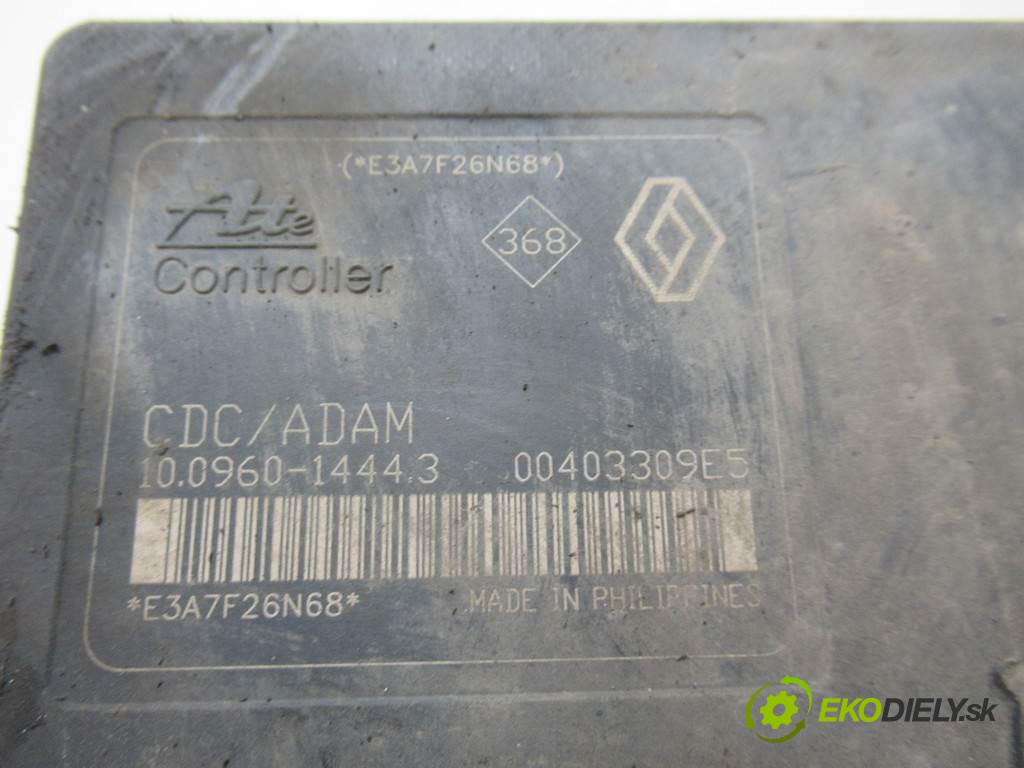 (*E3A7F26N68*)
Ate
368
Controller
CDC/ADAM
10.0960-1444.3 00403309E5
*E3A7F26N68* MADE IN PHILIPPINES
EKODIELY.sk